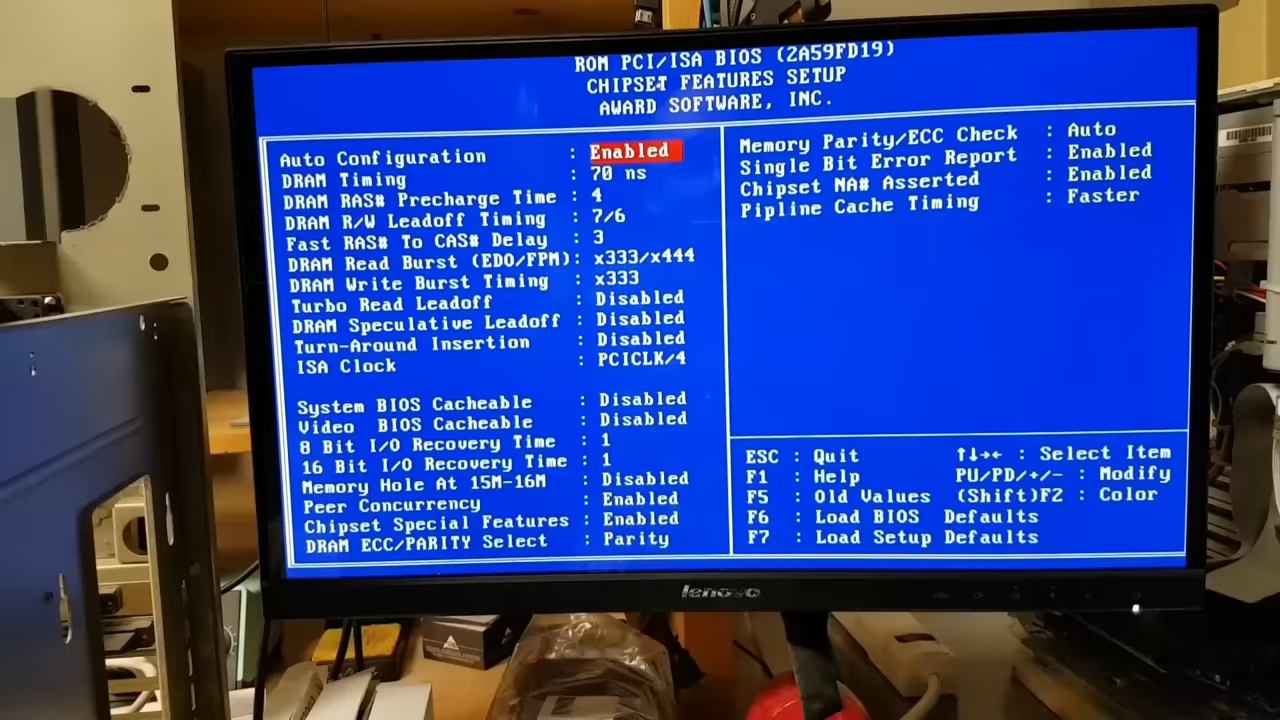 ROM PCI/ISA BIOS (2A59FD19)
CHIPSET FEATURES SETUP
AWARD SOFTWARE, INC.
Auto Configuration : Enabled
DRAM Timing : 70 ns
DRAM RAS# Precharge Time : 4
DRAM R/W Leadoff Timing : 7/6
Fast RAS# To CAS# Delay : 3
DRAM Read Burst (EDO/FPM): x333/x444
DRAM Write Burst Timing : x333
Turbo Read Leadoff : Disabled
DRAM Speculative Leadoff : Disabled
Turn-Around Insertion : Disabled
ISA Clock : PCICLK/4
System BIOS Cacheable : Disabled
Video BIOS Cacheable : Disabled
8 Bit I/O Recovery Time : 1
16 Bit I/O Recovery Time : 1
Memory Hole At 15M-16M : Disabled
Peer Concurrency : Enabled
Chipset Special Features : Enabled
DRAM ECC/PARITY Select : Parity
Memory Parity/ECC Check : Auto
Single Bit Error Report : Enabled
Chipset NA# Asserted : Enabled
Pipline Cache Timing : Faster
ESC : Quit ↑↓→← : Select Item
F1 : Help PU/PD/+/- : Modify
F5 : Old Values (Shift)F2 : Color
F6 : Load BIOS Defaults
F7 : Load Setup Defaults
lenovo